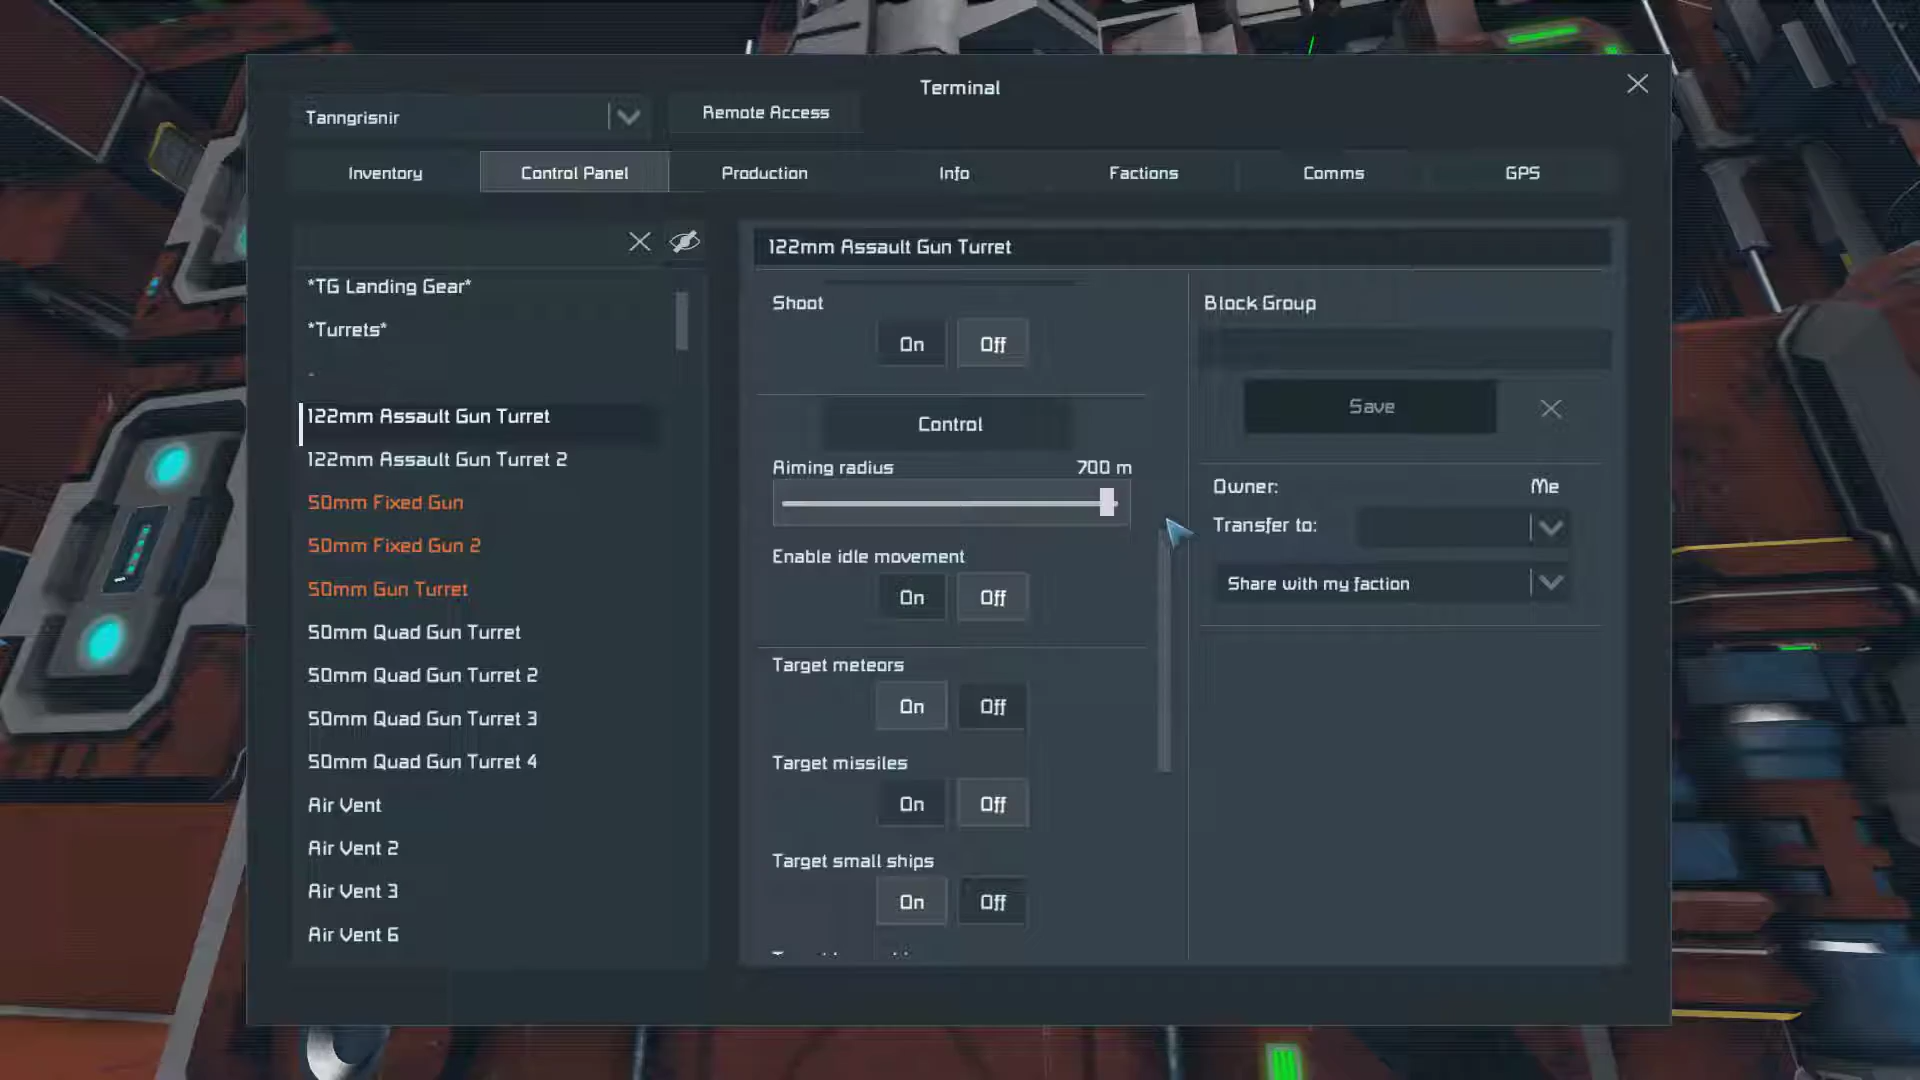 Terminal
Tanngrisnir
Remote Access
Inventory
Control Panel
Production
Info
Factions
Comms
GPS
*TG Landing Gear*
*Turrets*
-
122mm Assault Gun Turret
122mm Assault Gun Turret 2
50mm Fixed Gun
50mm Fixed Gun 2
50mm Gun Turret
50mm Quad Gun Turret
50mm Quad Gun Turret 2
50mm Quad Gun Turret 3
50mm Quad Gun Turret 4
Air Vent
Air Vent 2
Air Vent 3
Air Vent 6
122mm Assault Gun Turret
Shoot
On Off
Control
Aiming radius 700 m
Enable idle movement
On Off
Target meteors
On Off
Target missiles
On Off
Target small ships
On Off
Block Group
Save
Owner: Me
Transfer to:
Share with my faction